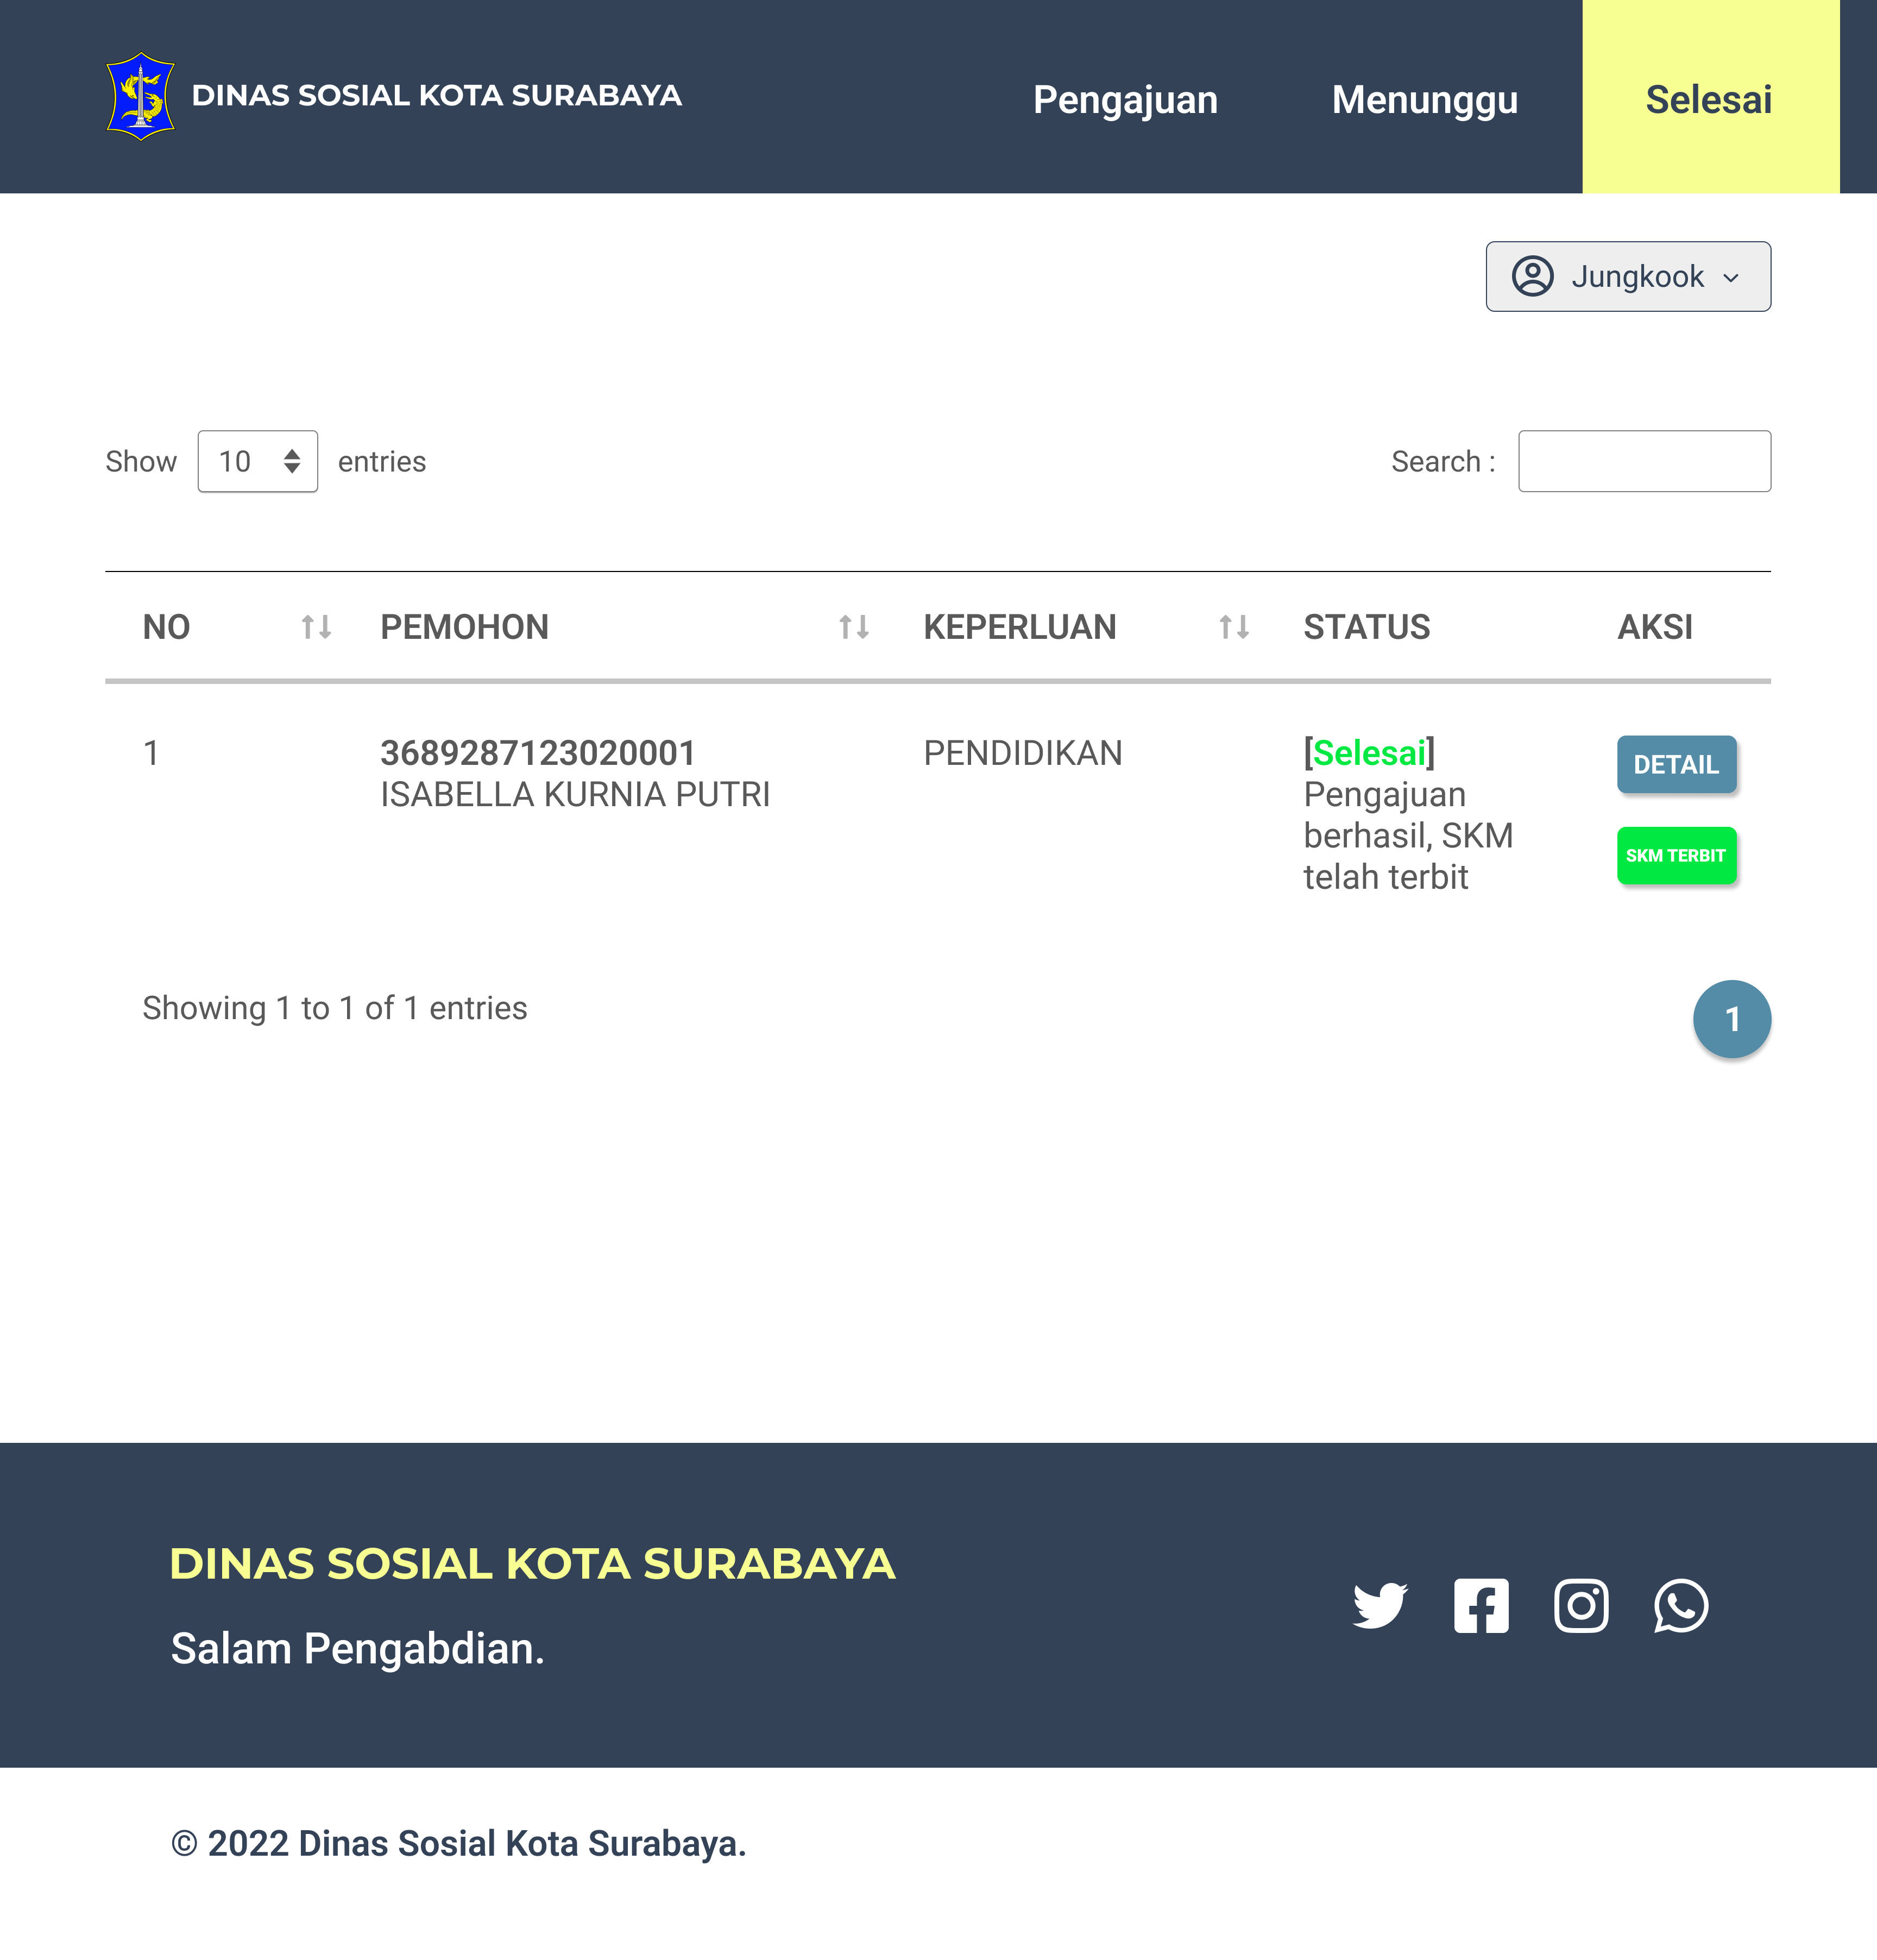 DINAS SOSIAL KOTA SURABAYA
Pengajuan
Menunggu
Selesai
Jungkook
Show 10 entries
Search :
NO PEMOHON KEPERLUAN STATUS AKSI
1 3689287123020001 PENDIDIKAN [Selesai] DETAIL
ISABELLA KURNIA PUTRI Pengajuan
berhasil, SKM SKM TERBIT
telah terbit
Showing 1 to 1 of 1 entries
1
DINAS SOSIAL KOTA SURABAYA
Salam Pengabdian.
© 2022 Dinas Sosial Kota Surabaya.